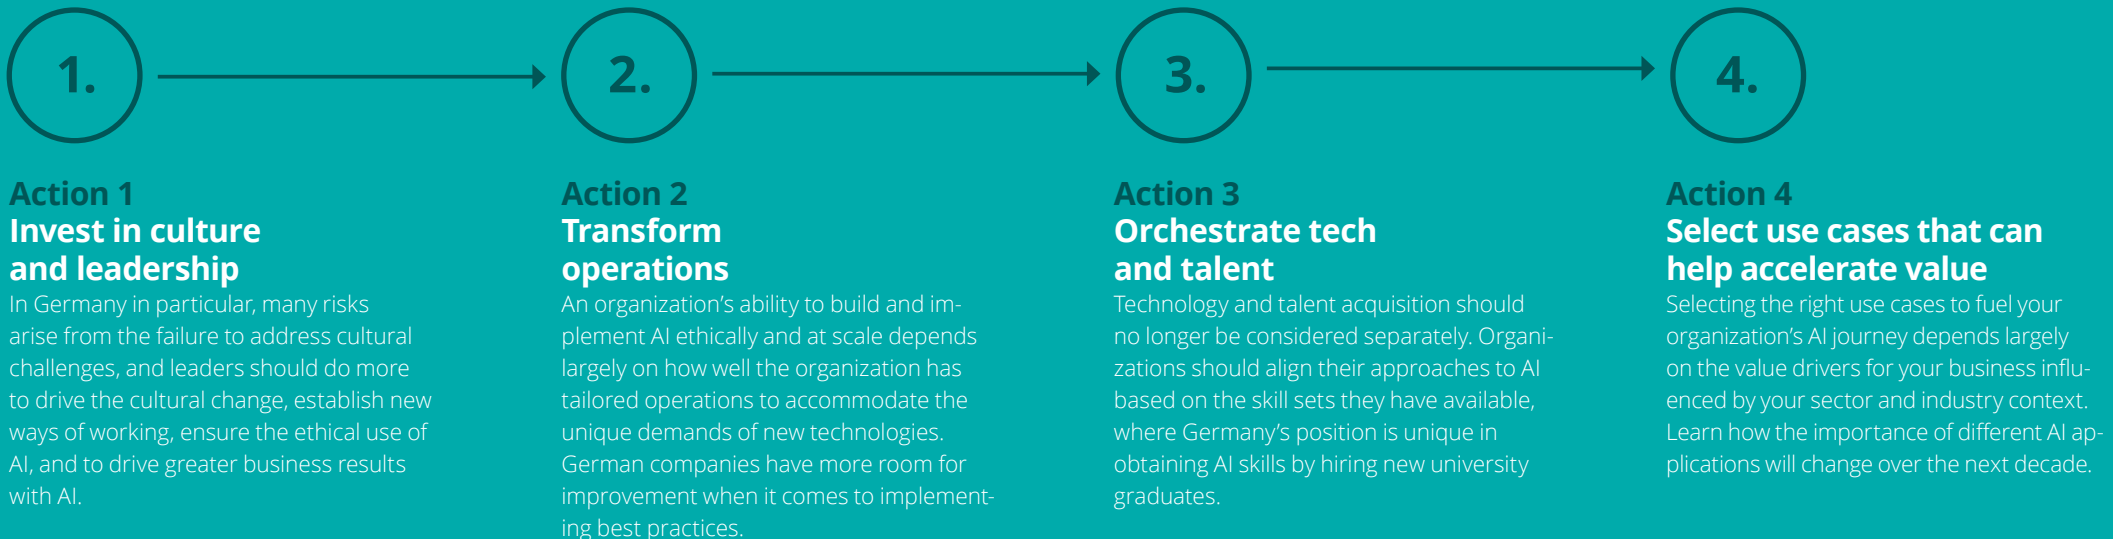 1.
2.
3.
4.
Action 1
Invest in culture
and leadership
In Germany in particular, many risks
arise from the failure to address cultural
challenges, and leaders should do more
to drive the cultural change, establish new
ways of working, ensure the ethical use of
AI, and to drive greater business results
with AI.
Action 2
Transform
operations
An organization’s ability to build and im-
plement AI ethically and at scale depends
largely on how well the organization has
tailored operations to accommodate the
unique demands of new technologies.
German companies have more room for
improvement when it comes to implement-
ing best practices.
Action 3
Orchestrate tech
and talent
Technology and talent acquisition should
no longer be considered separately. Organi-
zations should align their approaches to AI
based on the skill sets they have available,
where Germany’s position is unique in
obtaining AI skills by hiring new university
graduates.
Action 4
Select use cases that can
help accelerate value
Selecting the right use cases to fuel your
organization’s AI journey depends largely
on the value drivers for your business influ-
enced by your sector and industry context.
Learn how the importance of different AI ap-
plications will change over the next decade.